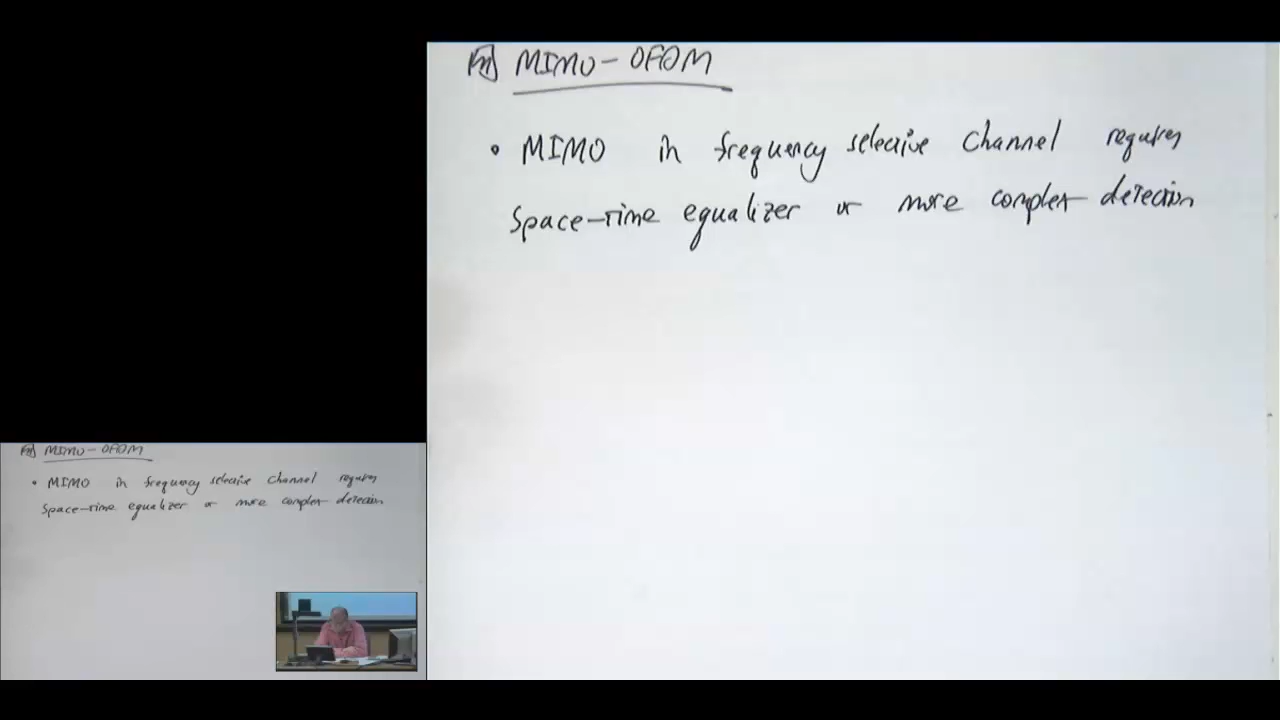 MIMO-OFDM
• MIMO in frequency selective channel requires
Space-time equalizer or more complex detection